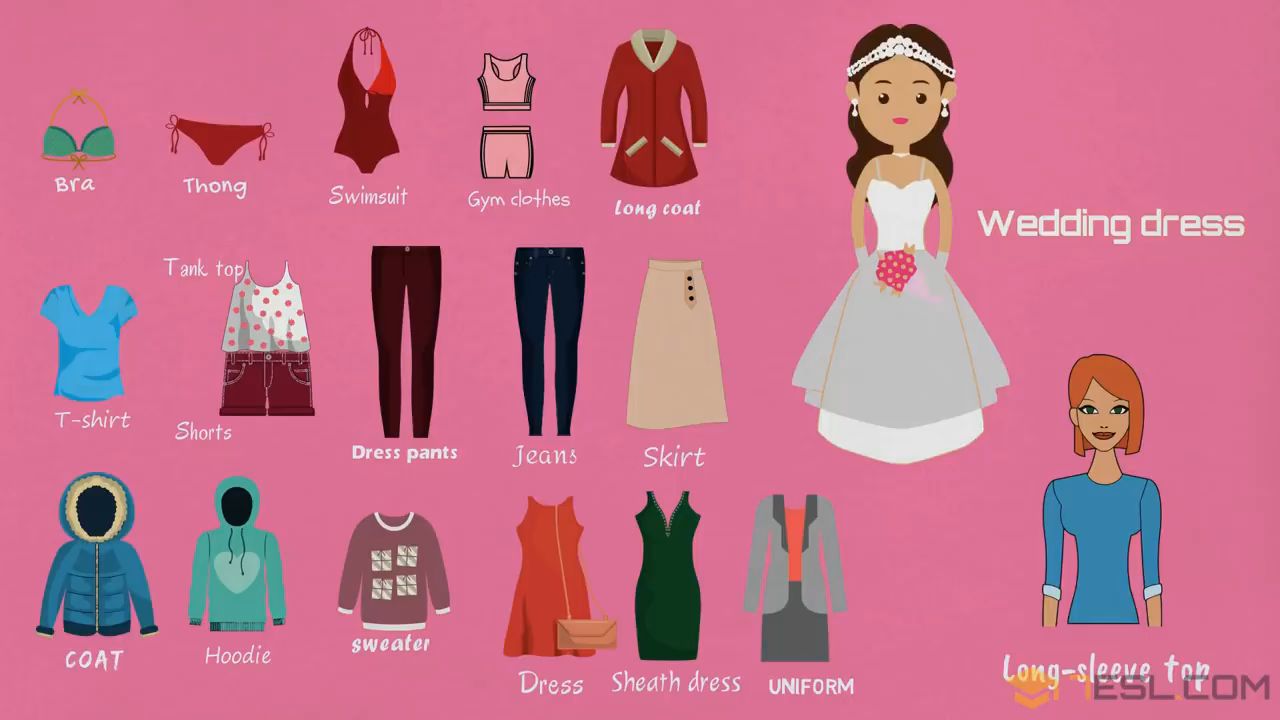 Bra
Thong
Swimsuit
Gym clothes
Long coat
Wedding dress
Tank top
T-shirt
Shorts
Dress pants
Jeans
Skirt
COAT
Hoodie
sweater
Dress
Sheath dress
UNIFORM
Long-sleeve top
7ESL.COM